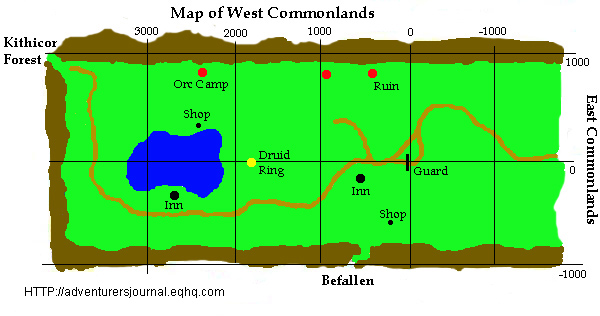 Map of West Commonlands
Kithicor
Forest
3000
2000
1000
0
-1000
1000
Orc Camp
Ruin
Shop
East Commonlands
Druid
Ring
0
Guard
Inn
Inn
Shop
Befallen
-1000
HTTP://adventurersjournal.eqhq.com